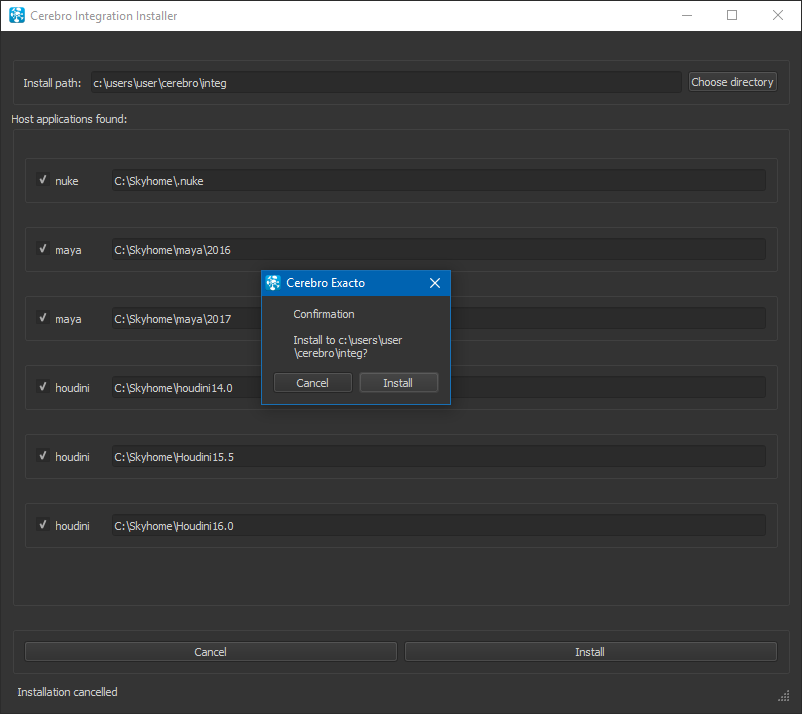 Cerebro Integration Installer
Install path: c:\users\user\cerebro\integ Choose directory
Host applications found:
nuke C:\Skyhome\.nuke
maya C:\Skyhome\maya\2016
Cerebro Exacto
Confirmation
maya C:\Skyhome\maya\2017
Install to c:\users\user
\cerebro\integ?
Cancel Install
houdini C:\Skyhome\houdini14.0
houdini C:\Skyhome\Houdini15.5
houdini C:\Skyhome\Houdini16.0
Cancel Install
Installation cancelled